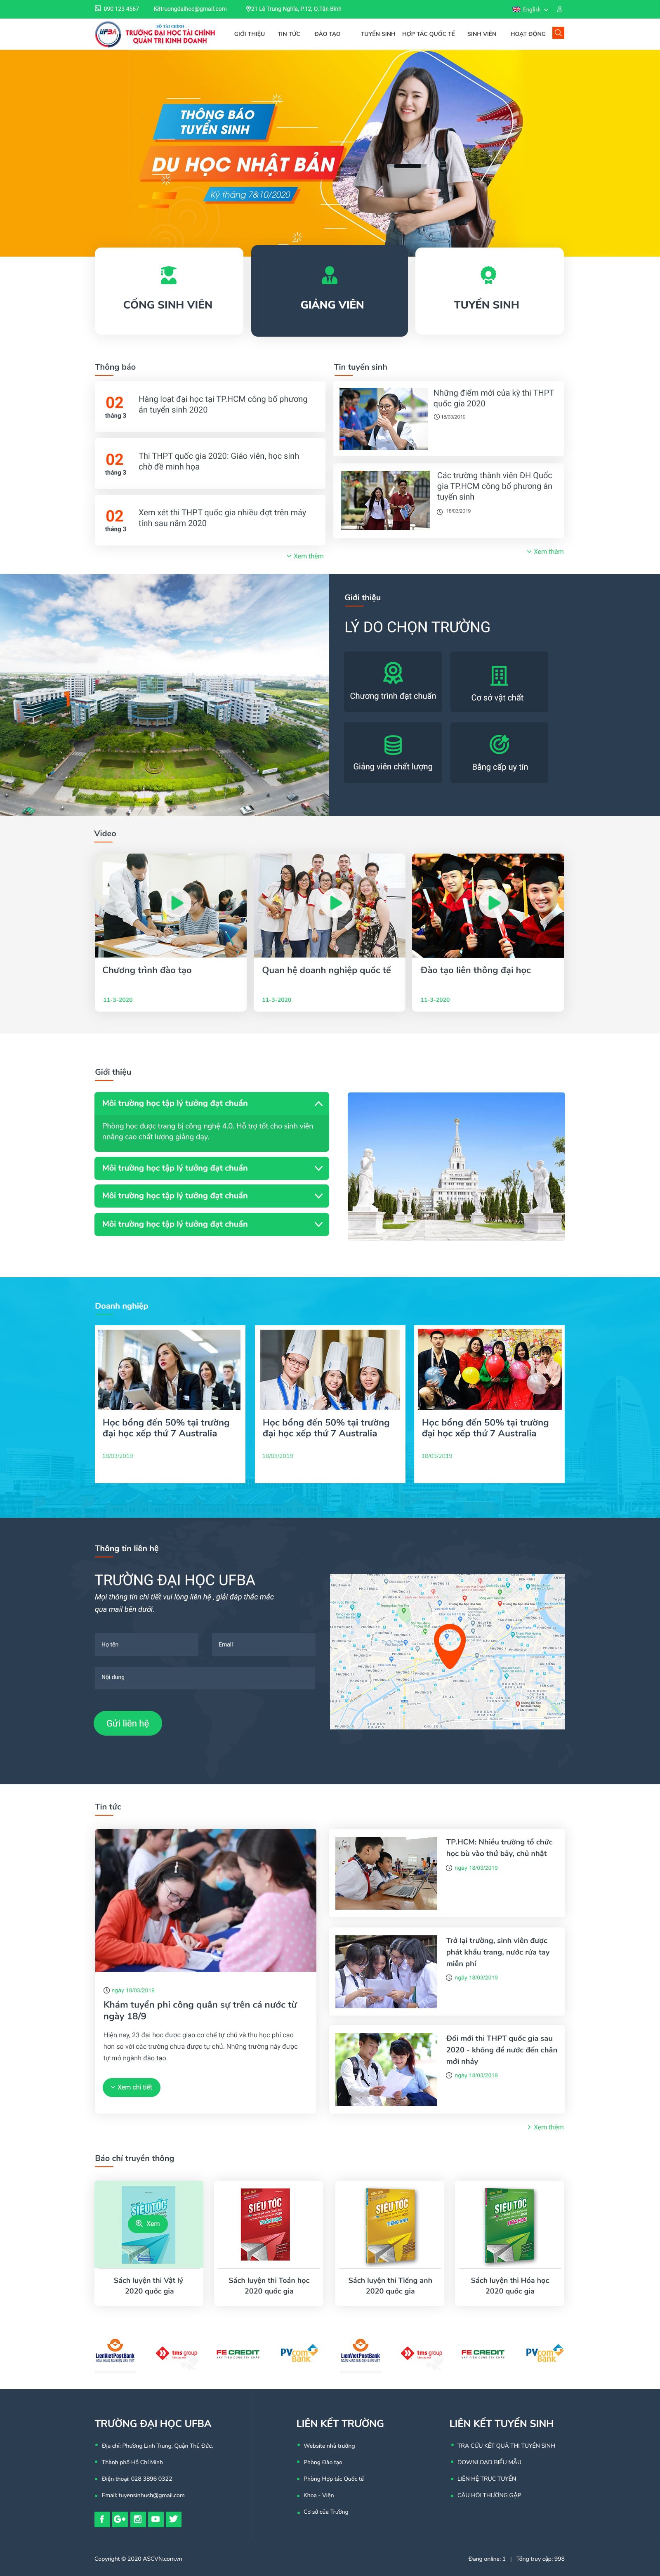 090 123 4567
truongdaihoc@gmail.com
21 Lê Trung Nghĩa, P.12, Q.Tân Bình
English
UFBA
BỘ TÀI CHÍNH
TRƯỜNG ĐẠI HỌC TÀI CHÍNH
QUẢN TRỊ KINH DOANH
GIỚI THIỆU
TIN TỨC
ĐÀO TẠO
TUYỂN SINH
HỢP TÁC QUỐC TẾ
SINH VIÊN
HOẠT ĐỘNG
THÔNG BÁO
TUYỂN SINH
DU HỌC NHẬT BẢN
Kỳ tháng 7&10/2020
CỔNG SINH VIÊN
GIẢNG VIÊN
TUYỂN SINH
Thông báo
02
tháng 3
Hàng loạt đại học tại TP.HCM công bố phương
án tuyển sinh 2020
02
tháng 3
Thi THPT quốc gia 2020: Giáo viên, học sinh
chờ đề minh họa
02
tháng 3
Xem xét thi THPT quốc gia nhiều đợt trên máy
tính sau năm 2020
Xem thêm
Tin tuyển sinh
Những điểm mới của kỳ thi THPT
quốc gia 2020
18/03/2019
Các trường thành viên ĐH Quốc
gia TP.HCM công bố phương án
tuyển sinh
18/03/2019
Xem thêm
Giới thiệu
LÝ DO CHỌN TRƯỜNG
Chương trình đạt chuẩn
Cơ sở vật chất
Giảng viên chất lượng
Bằng cấp uy tín
Video
Chương trình đào tạo
11-3-2020
Quan hệ doanh nghiệp quốc tế
11-3-2020
Đào tạo liên thông đại học
11-3-2020
Giới thiệu
Môi trường học tập lý tưởng đạt chuẩn
Phòng học được trang bị công nghệ 4.0. Hỗ trợ tốt cho sinh viên
nnâng cao chất lượng giảng dạy.
Môi trường học tập lý tưởng đạt chuẩn
Môi trường học tập lý tưởng đạt chuẩn
Môi trường học tập lý tưởng đạt chuẩn
Doanh nghiệp
Học bổng đến 50% tại trường
đại học xếp thứ 7 Australia
18/03/2019
Học bổng đến 50% tại trường
đại học xếp thứ 7 Australia
18/03/2019
Học bổng đến 50% tại trường
đại học xếp thứ 7 Australia
18/03/2019
Thông tin liên hệ
TRƯỜNG ĐẠI HỌC UFBA
Mọi thông tin chi tiết vui lòng liên hệ , giải đáp thắc mắc
qua mail bên dưới.
Họ tên
Email
Nội dung
Gửi liên hệ
Tin tức
ngày 18/03/2019
Khám tuyển phi công quân sự trên cả nước từ
ngày 18/9
Hiện nay, 23 đại học được giao cơ chế tự chủ và thu học phí cao
hơn so với các trường chưa được tự chủ. Những trường này được
tự mở ngành đào tạo.
Xem chi tiết
TP.HCM: Nhiều trường tổ chức
học bù vào thứ bảy, chủ nhật
ngày 18/03/2019
Trở lại trường, sinh viên được
phát khẩu trang, nước rửa tay
miễn phí
ngày 18/03/2019
Đổi mới thi THPT quốc gia sau
2020 - không để nước đến chân
mới nhảy
ngày 18/03/2019
Xem thêm
Báo chí truyền thông
SIÊU TỐC
Xem
Sách luyện thi Vật lý
2020 quốc gia
SIÊU TỐC
Sách luyện thi Toán học
2020 quốc gia
SIÊU TỐC
TIẾNG ANH
Sách luyện thi Tiếng anh
2020 quốc gia
SIÊU TỐC
HÓA HỌC
Sách luyện thi Hóa học
2020 quốc gia
LienVietPostBank
tms group
FE CREDIT
PVcomBank
LienVietPostBank
tms group
FE CREDIT
PVcomBank
TRƯỜNG ĐẠI HỌC UFBA
Địa chỉ: Phường Linh Trung, Quận Thủ Đức,
Thành phố Hồ Chí Minh
Điện thoại: 028 3896 0322
Email: tuyensinhush@gmail.com
LIÊN KẾT TRƯỜNG
Website nhà trường
Phòng Đào tạo
Phòng Hợp tác Quốc tế
Khoa - Viện
Cơ sở của Trường
LIÊN KẾT TUYỂN SINH
TRA CỨU KẾT QUẢ THI TUYỂN SINH
DOWNLOAD BIỂU MẪU
LIÊN HỆ TRỰC TUYẾN
CÂU HỎI THƯỜNG GẶP
Copyright © 2020 ASCVN.com.vn
Đang online: 1 | Tổng truy cập: 998